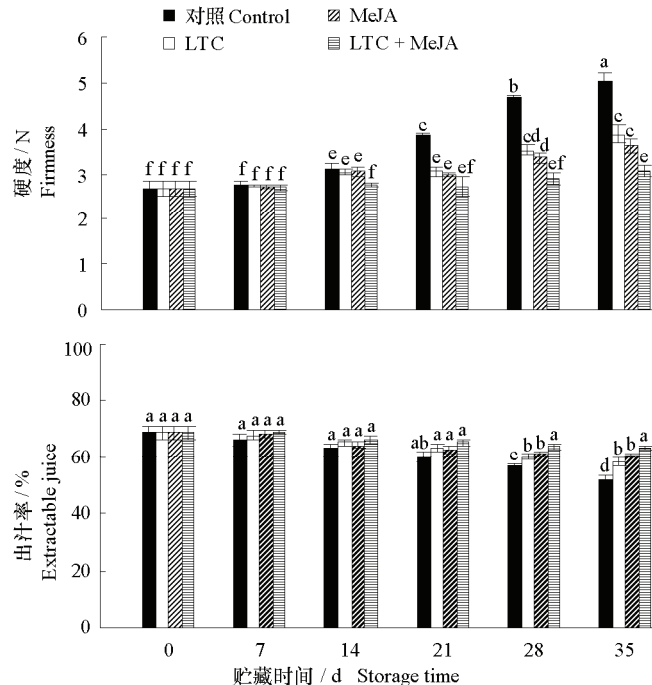 对照 Control
MeJA
LTC
LTC + MeJA
6
5
4
3
2
1
0
硬度 / N
Firmness
f f f f
f f f f
e e e f
c e e ef
b cd d ef
a c c e
100
80
60
40
20
0
出汁率 / %
Extractable juice
a a a a
a a a a
a a a a
ab a a a
c b b a
d b b a
0 7 14 21 28 35
贮藏时间 / d Storage time